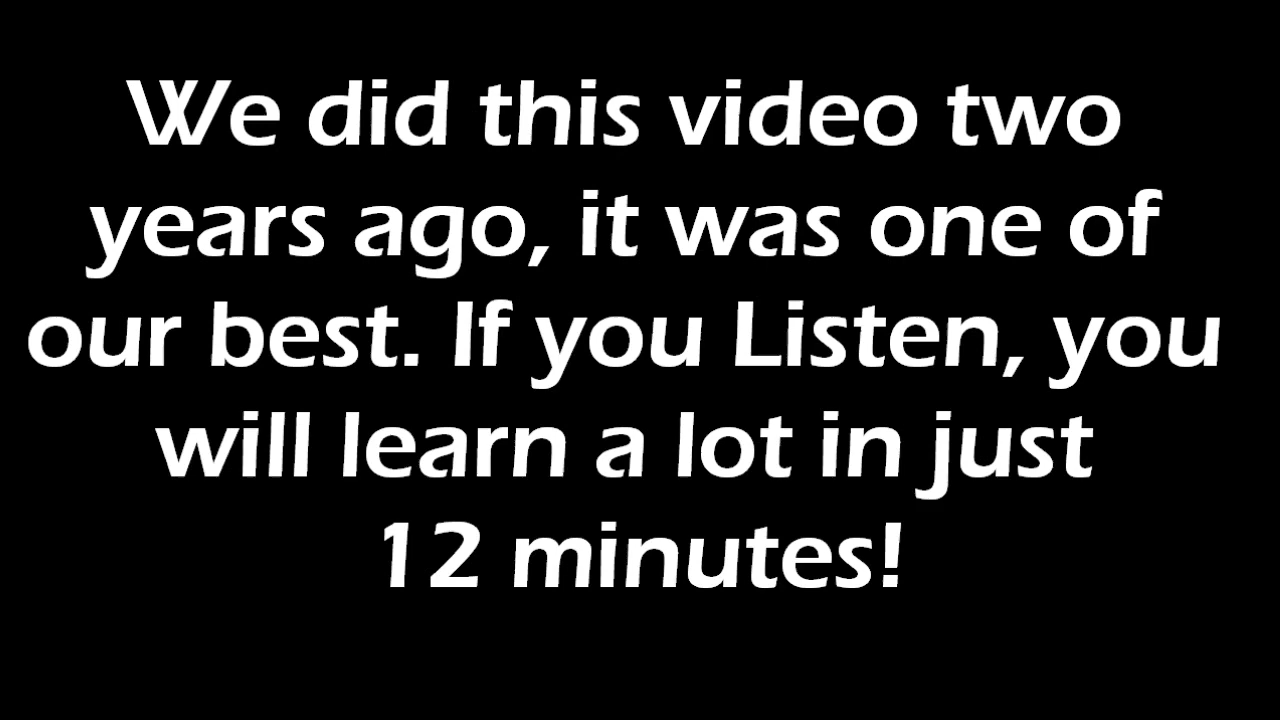 We did this video two
years ago, it was one of
our best. If you Listen, you
will learn a lot in just
12 minutes!